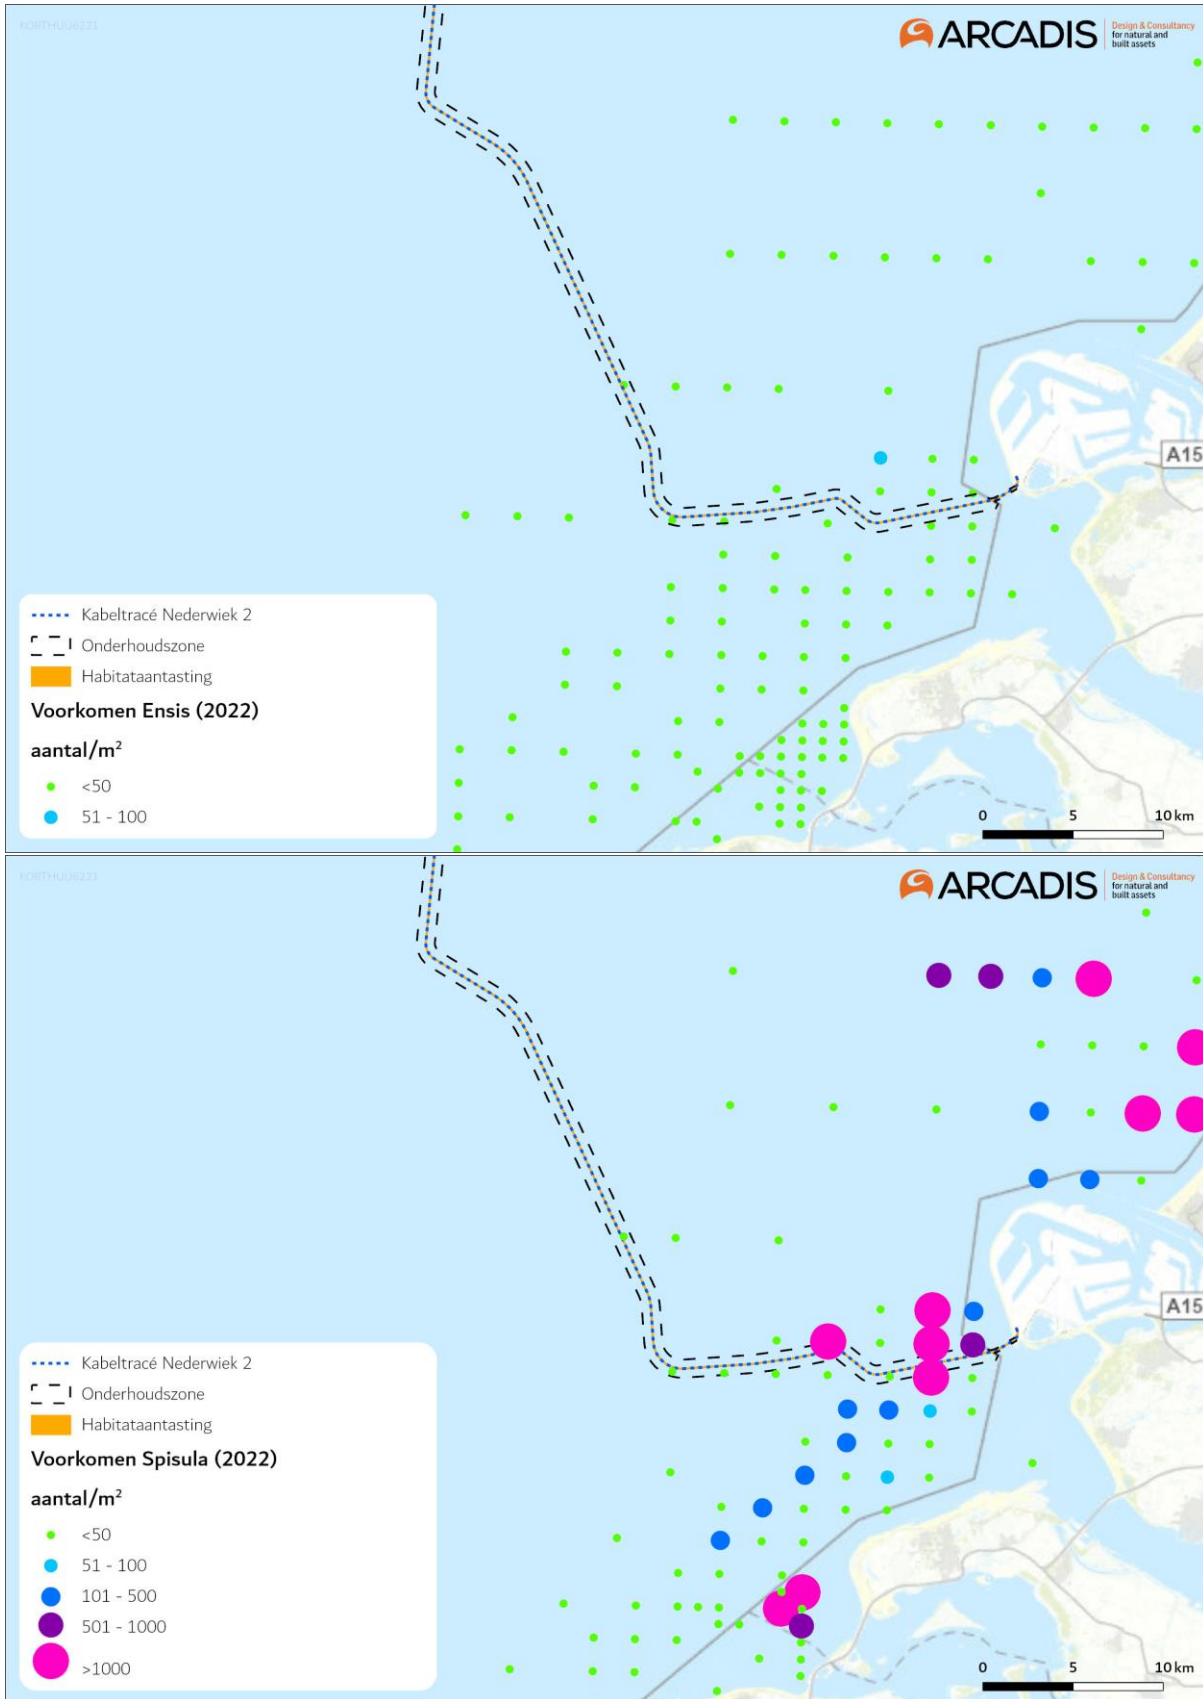 KORTHUU6221
ARCADIS
Design & Consultancy
for natural and
built assets
A15
Kabeltracé Nederwiek 2
Onderhoudszone
Habitataantasting
Voorkomen Ensis (2022)
aantal/m²
<50
51 - 100
0 5 10 km
KORTHUU6221
ARCADIS
Design & Consultancy
for natural and
built assets
A15
Kabeltracé Nederwiek 2
Onderhoudszone
Habitataantasting
Voorkomen Spisula (2022)
aantal/m²
<50
51 - 100
101 - 500
501 - 1000
>1000
0 5 10 km